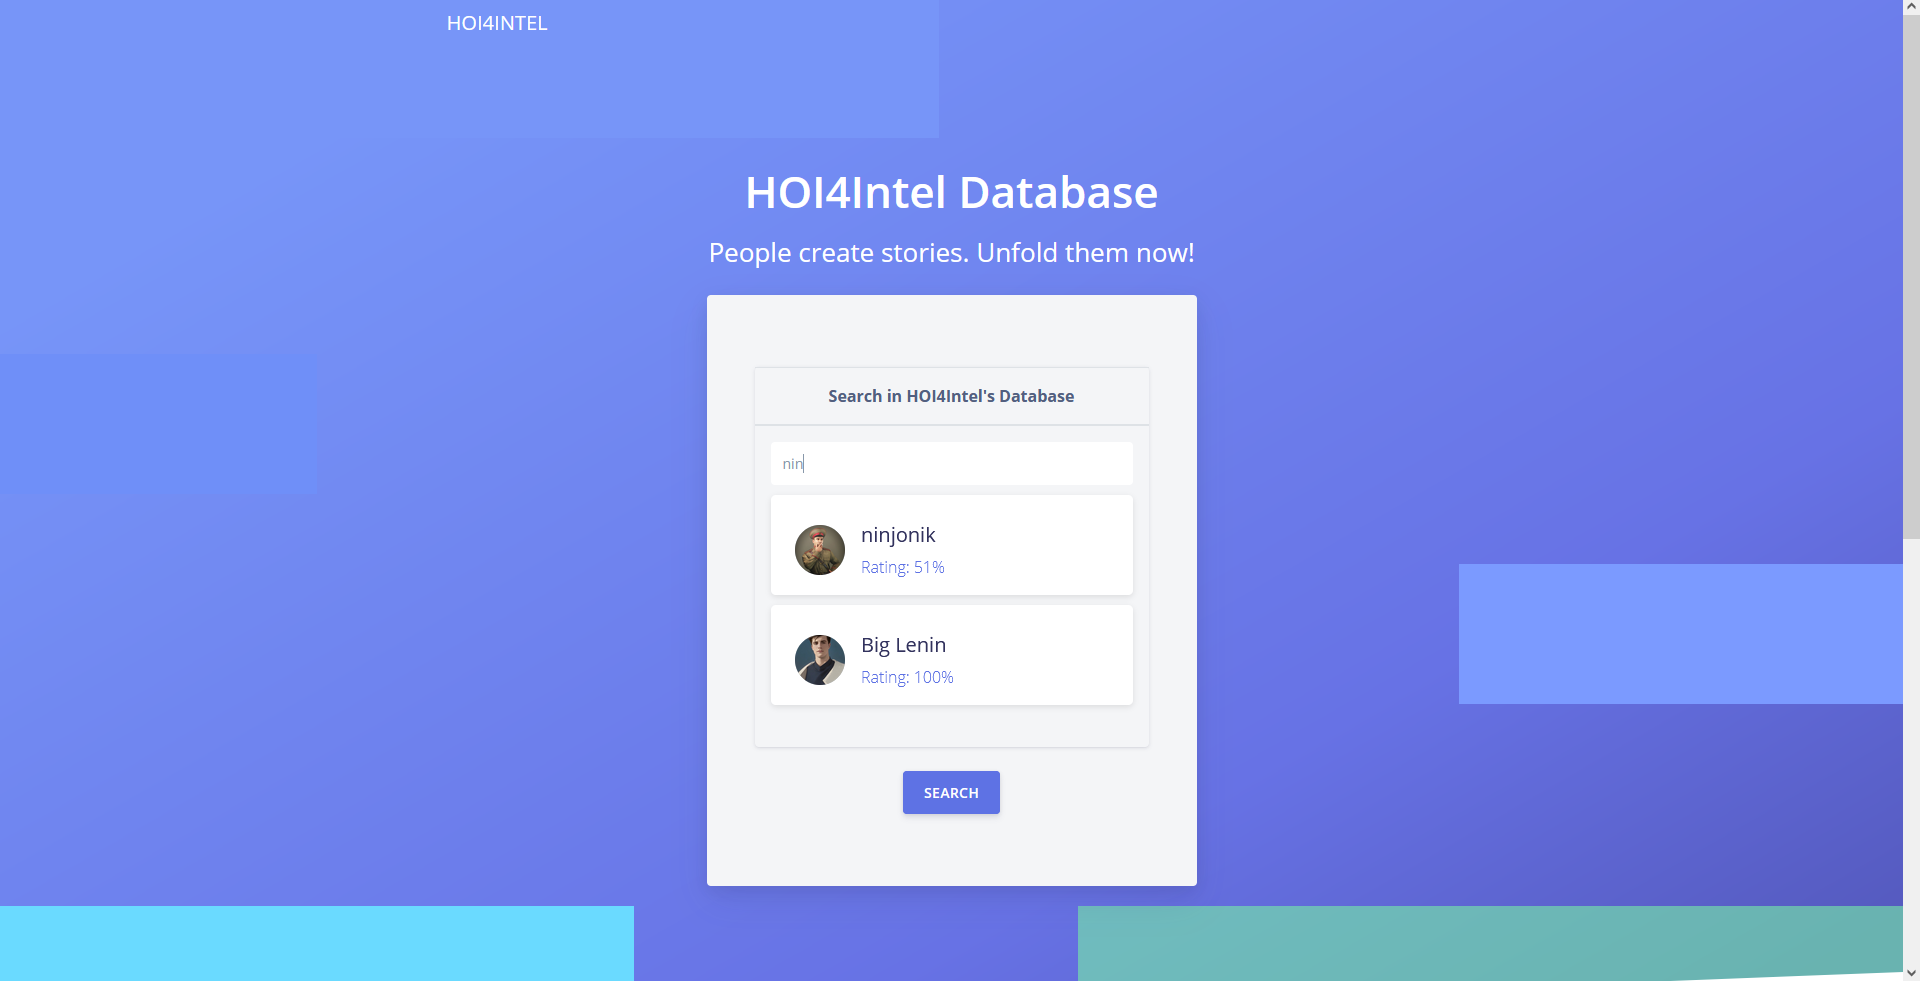 HOI4INTEL
HOI4Intel Database
People create stories. Unfold them now!
Search in HOI4Intel's Database
nin
ninjonik
Rating: 51%
Big Lenin
Rating: 100%
SEARCH